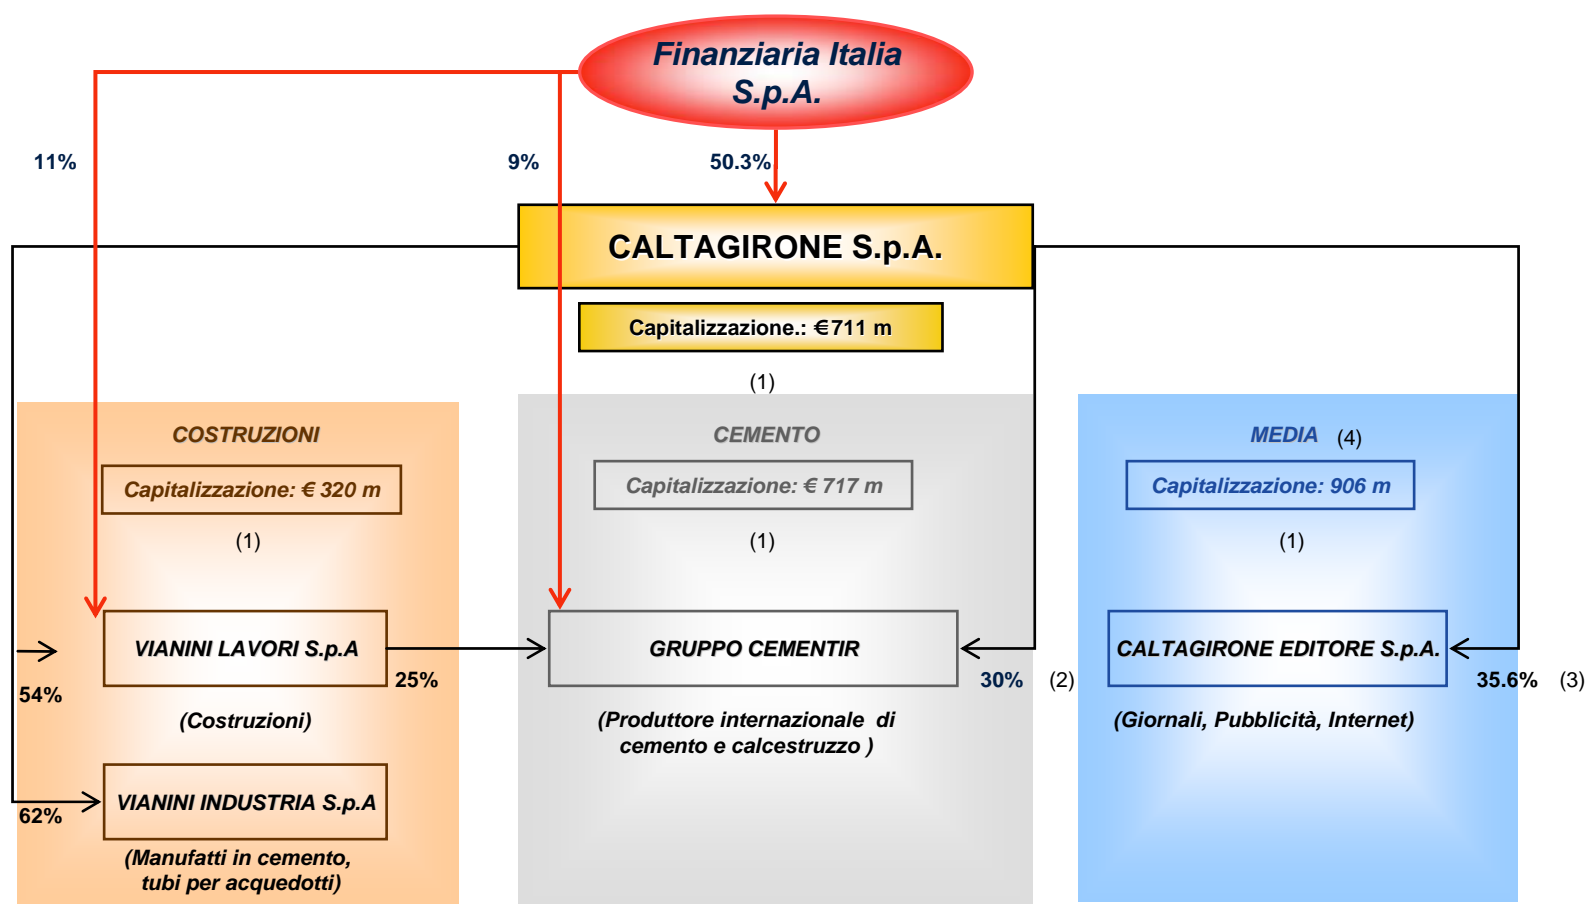 Finanziaria Italia
S.p.A.
11%
9%
50.3%
CALTAGIRONE S.p.A.
Capitalizzazione.: €711 m
(1)
COSTRUZIONI
Capitalizzazione: € 320 m
(1)
VIANINI LAVORI S.p.A
54%
25%
(Costruzioni)
VIANINI INDUSTRIA S.p.A
62%
(Manufatti in cemento,
tubi per acquedotti)
CEMENTO
Capitalizzazione: € 717 m
(1)
GRUPPO CEMENTIR
30% (2)
(Produttore internazionale di
cemento e calcestruzzo )
MEDIA (4)
Capitalizzazione: 906 m
(1)
CALTAGIRONE EDITORE S.p.A.
35.6% (3)
(Giornali, Pubblicità, Internet)